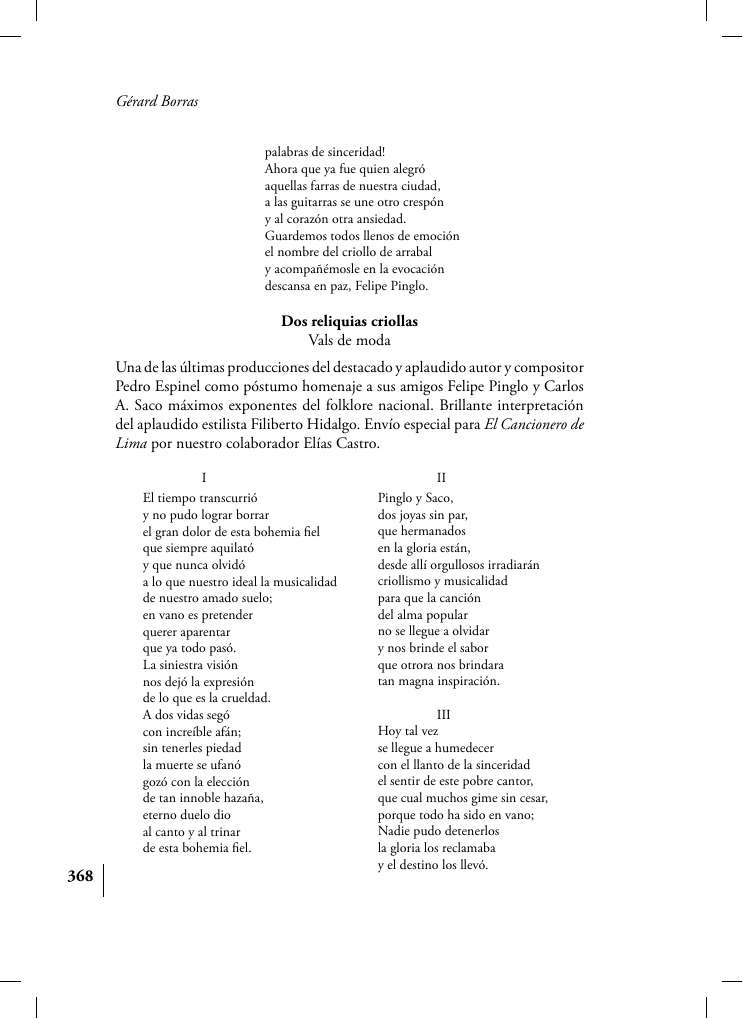 Gérard Borras
palabras de sinceridad!
Ahora que ya fue quien alegró
aquellas farras de nuestra ciudad,
a las guitarras se une otro crespón
y al corazón otra ansiedad.
Guardemos todos llenos de emoción
el nombre del criollo de arrabal
y acompañémosle en la evocación
descansa en paz, Felipe Pinglo.
Dos reliquias criollas
Vals de moda
Una de las últimas producciones del destacado y aplaudido autor y compositor
Pedro Espinel como póstumo homenaje a sus amigos Felipe Pinglo y Carlos
A. Saco máximos exponentes del folklore nacional. Brillante interpretación
del aplaudido estilista Filiberto Hidalgo. Envío especial para El Cancionero de
Lima por nuestro colaborador Elías Castro.
I
El tiempo transcurrió
y no pudo lograr borrar
el gran dolor de esta bohemia fiel
que siempre aquilató
y que nunca olvidó
a lo que nuestro ideal la musicalidad
de nuestro amado suelo;
en vano es pretender
querer aparentar
que ya todo pasó.
La siniestra visión
nos dejó la expresión
de lo que es la crueldad.
A dos vidas segó
con increíble afán;
sin tenerles piedad
la muerte se ufanó
gozó con la elección
de tan innoble hazaña,
eterno duelo dio
al canto y al trinar
de esta bohemia fiel.
II
Pinglo y Saco,
dos joyas sin par,
que hermanados
en la gloria están,
desde allí orgullosos irradiarán
criollismo y musicalidad
para que la canción
del alma popular
no se llegue a olvidar
y nos brinde el sabor
que otrora nos brindara
tan magna inspiración.
III
Hoy tal vez
se llegue a humedecer
con el llanto de la sinceridad
el sentir de este pobre cantor,
que cual muchos gime sin cesar,
porque todo ha sido en vano;
Nadie pudo detenerlos
la gloria los reclamaba
y el destino los llevó.
368